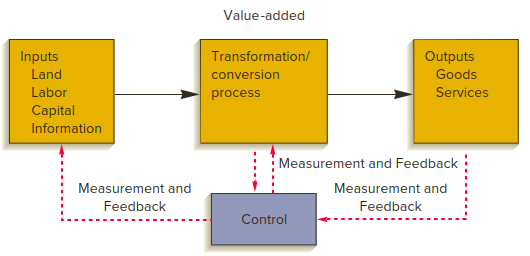 Value-added
Inputs
Land
Labor
Capital
Information
Transformation/
conversion
process
Outputs
Goods
Services
Measurement and Feedback
Measurement and
Feedback
Control
Measurement and
Feedback